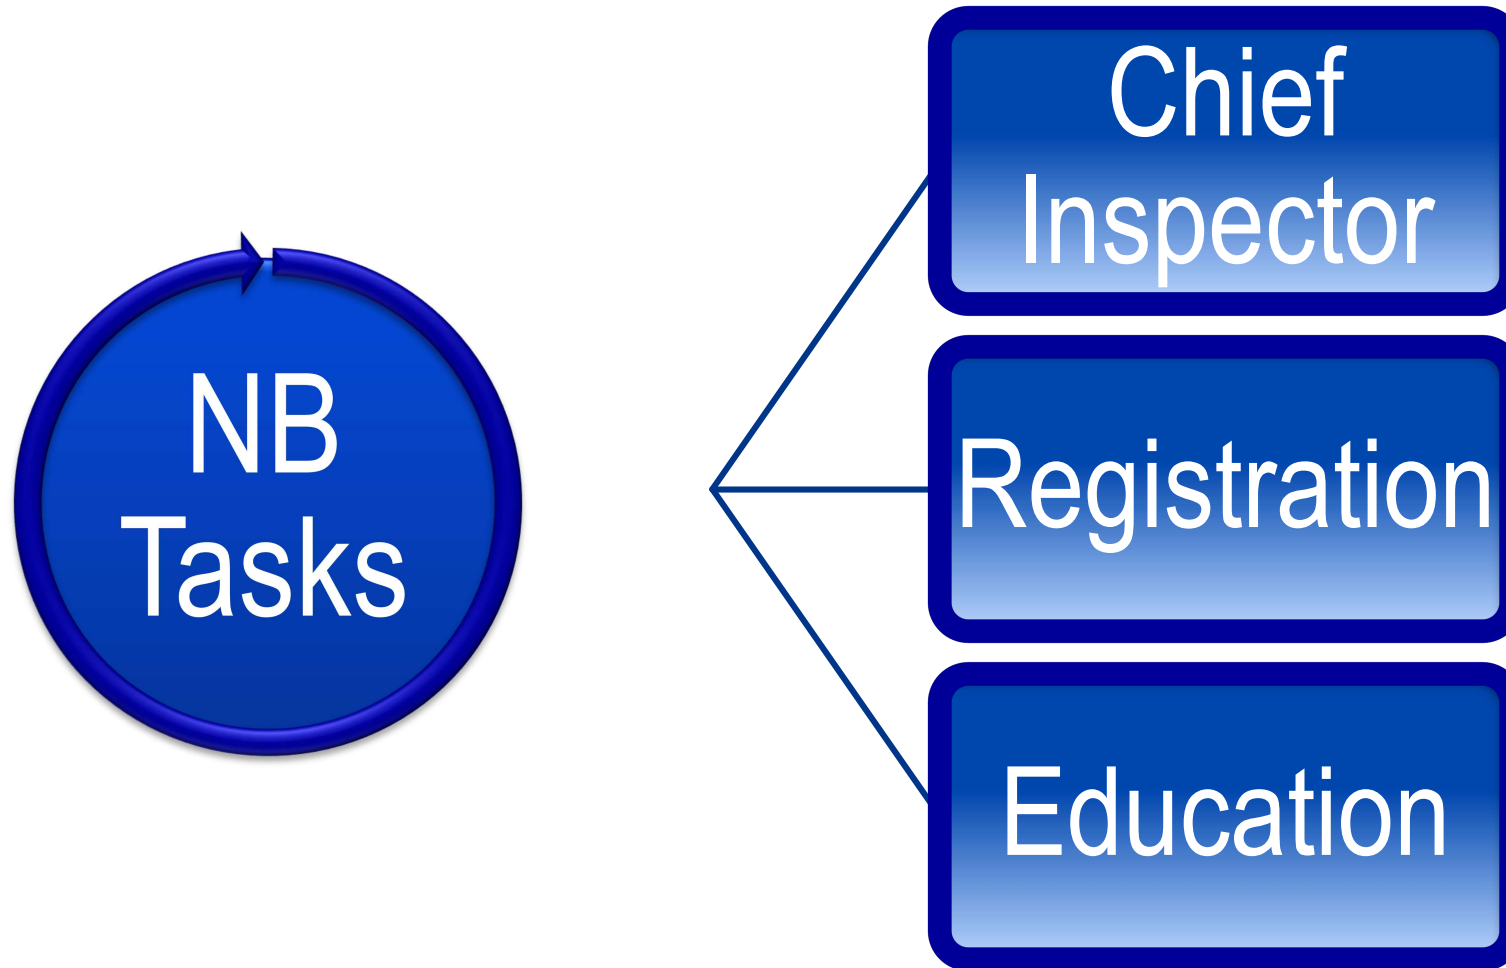 NB
Tasks
Chief
Inspector
Registration
Education